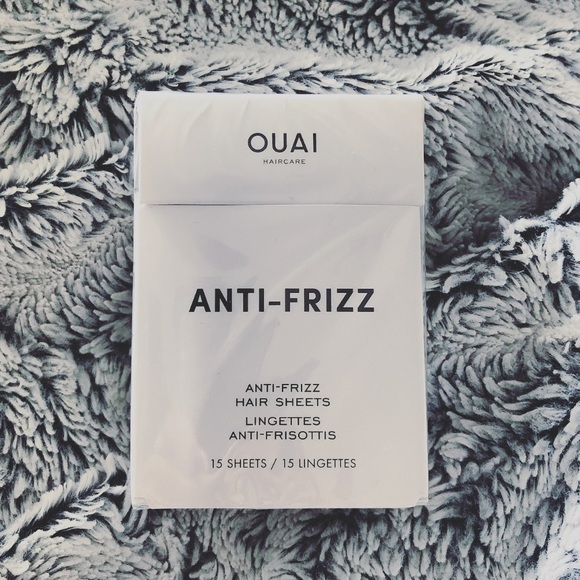 OUAI
HAIRCARE
ANTI-FRIZZ
ANTI-FRIZZ
HAIR SHEETS
LINGETTES
ANTI-FRISOTTIS
15 SHEETS / 15 LINGETTES